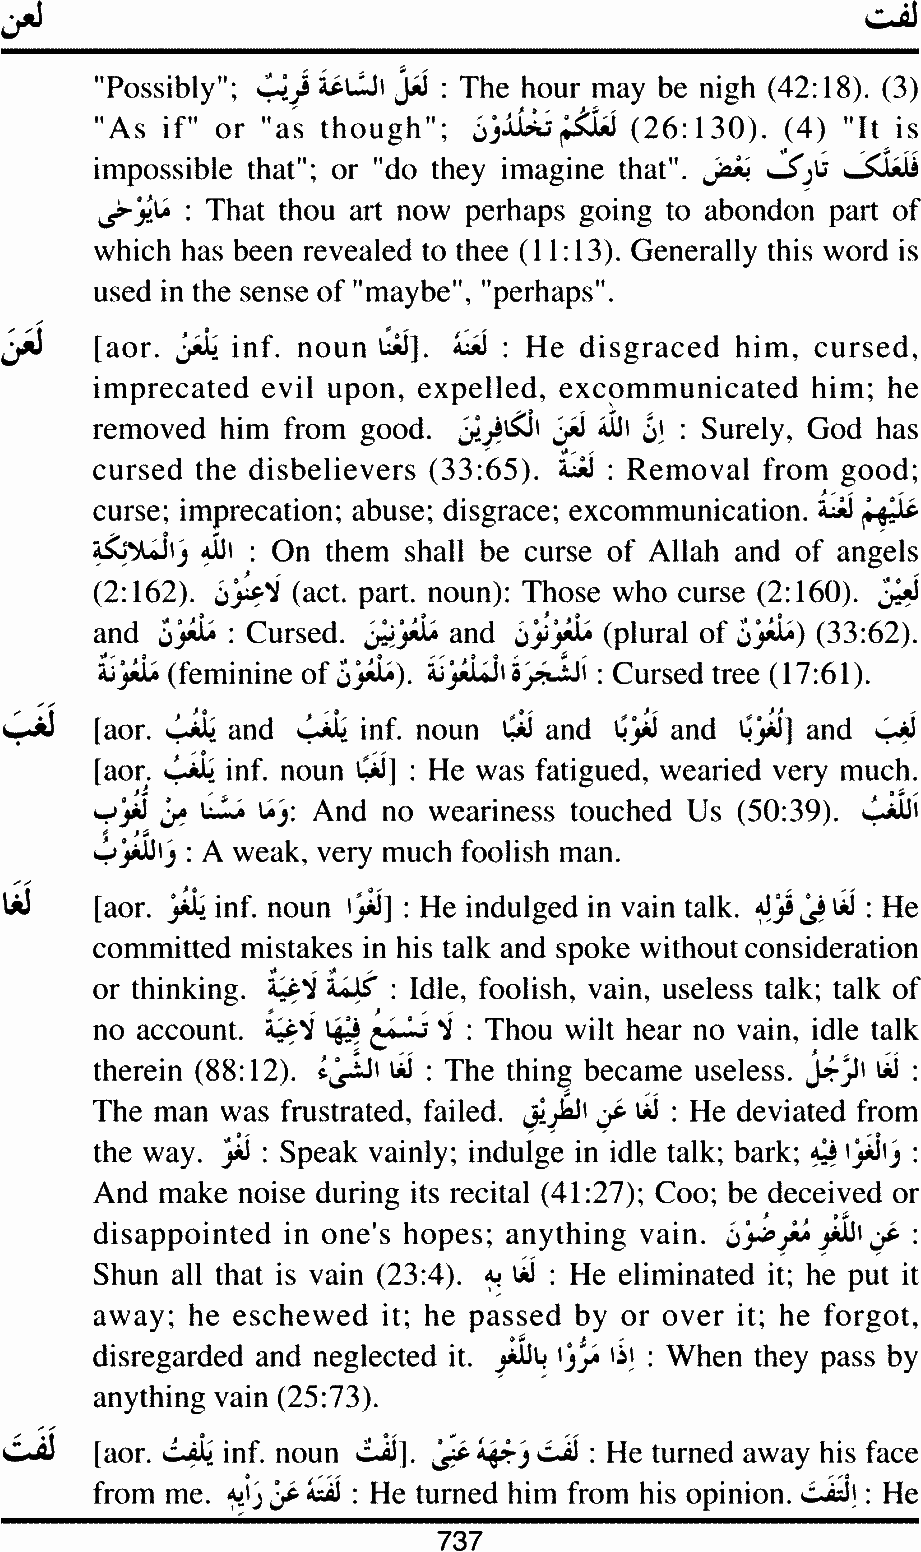 لعن لفت
"Possibly"; لَعَلَّ السَّاعَةَ قَرِيْبٌ : The hour may be nigh (42:18). (3)
"As if" or "as though"; لَعَلَّكُمْ تَخْلُدُوْنَ (26:130). (4) "It is
impossible that"; or "do they imagine that". فَلَعَلَّكَ تَارِكٌ بَعْضَ
مَايُوْحٰى : That thou art now perhaps going to abondon part of
which has been revealed to thee (11:13). Generally this word is
used in the sense of "maybe", "perhaps".
لَعَنَ [aor. يَلْعَنُ inf. noun لَعْنًا]. لَعَنَهُ : He disgraced him, cursed,
imprecated evil upon, expelled, excommunicated him; he
removed him from good. اِنَّ اللّٰهَ لَعَنَ الْكَافِرِيْنَ : Surely, God has
cursed the disbelievers (33:65). لَعْنَةٌ : Removal from good;
curse; imprecation; abuse; disgrace; excommunication. عَلَيْهِمْ لَعْنَةُ
اللّٰهِ وَالْمَلَائِكَةِ : On them shall be curse of Allah and of angels
(2:162). لَاعِنُوْنَ (act. part. noun): Those who curse (2:160). لَعِيْنٌ
and مَلْعُوْنٌ : Cursed. مَلْعُوْنِيْنَ and مَلْعُوْنُوْنَ (plural of مَلْعُوْنٌ) (33:62).
مَلْعُوْنَةٌ (feminine of مَلْعُوْنٌ). الشَّجَرَةَ الْمَلْعُوْنَةَ : Cursed tree (17:61).
لَغَبَ [aor. يَلْغُبُ and يَلْغَبُ inf. noun لَغْبًا and لَغُوْبًا and لُغُوْبًا] and لَغِبَ
[aor. يَلْغَبُ inf. noun لَغَبًا] : He was fatigued, wearied very much.
وَمَا مَسَّنَا مِنْ لُّغُوْبٍ: And no weariness touched Us (50:39). اَللَّغْبُ
وَاللَّغُوْبُ : A weak, very much foolish man.
لَغَا [aor. يَلْغُوْ inf. noun لَغْوًا] : He indulged in vain talk. لَغَا فِىْ قَوْلِهٖ : He
committed mistakes in his talk and spoke without consideration
or thinking. كَلِمَةٌ لَاغِيَةٌ : Idle, foolish, vain, useless talk; talk of
no account. لَا تَسْمَعُ فِيْهَا لَاغِيَةً : Thou wilt hear no vain, idle talk
therein (88:12). لَغَا الشَّىْءُ : The thing became useless. لَغَا الرَّجُلُ :
The man was frustrated, failed. لَغَا عَنِ الطَّرِيْقِ : He deviated from
the way. لَغْوٌ : Speak vainly; indulge in idle talk; bark; وَالْغَوْا فِيْهِ :
And make noise during its recital (41:27); Coo; be deceived or
disappointed in one's hopes; anything vain. عَنِ اللَّغْوِ مُعْرِضُوْنَ :
Shun all that is vain (23:4). لَغَا بِهٖ : He eliminated it; he put it
away; he eschewed it; he passed by or over it; he forgot,
disregarded and neglected it. اِذَا مَرُّوْا بِاللَّغْوِ : When they pass by
anything vain (25:73).
لَفَتَ [aor. يَلْفِتُ inf. noun لَفْتٌ]. لَفَتَ وَجْهَهٗ عَنِّىْ : He turned away his face
from me. لَفَتَهٗ عَنْ رَاْيِهٖ : He turned him from his opinion. اِلْتَفَتَ : He
737